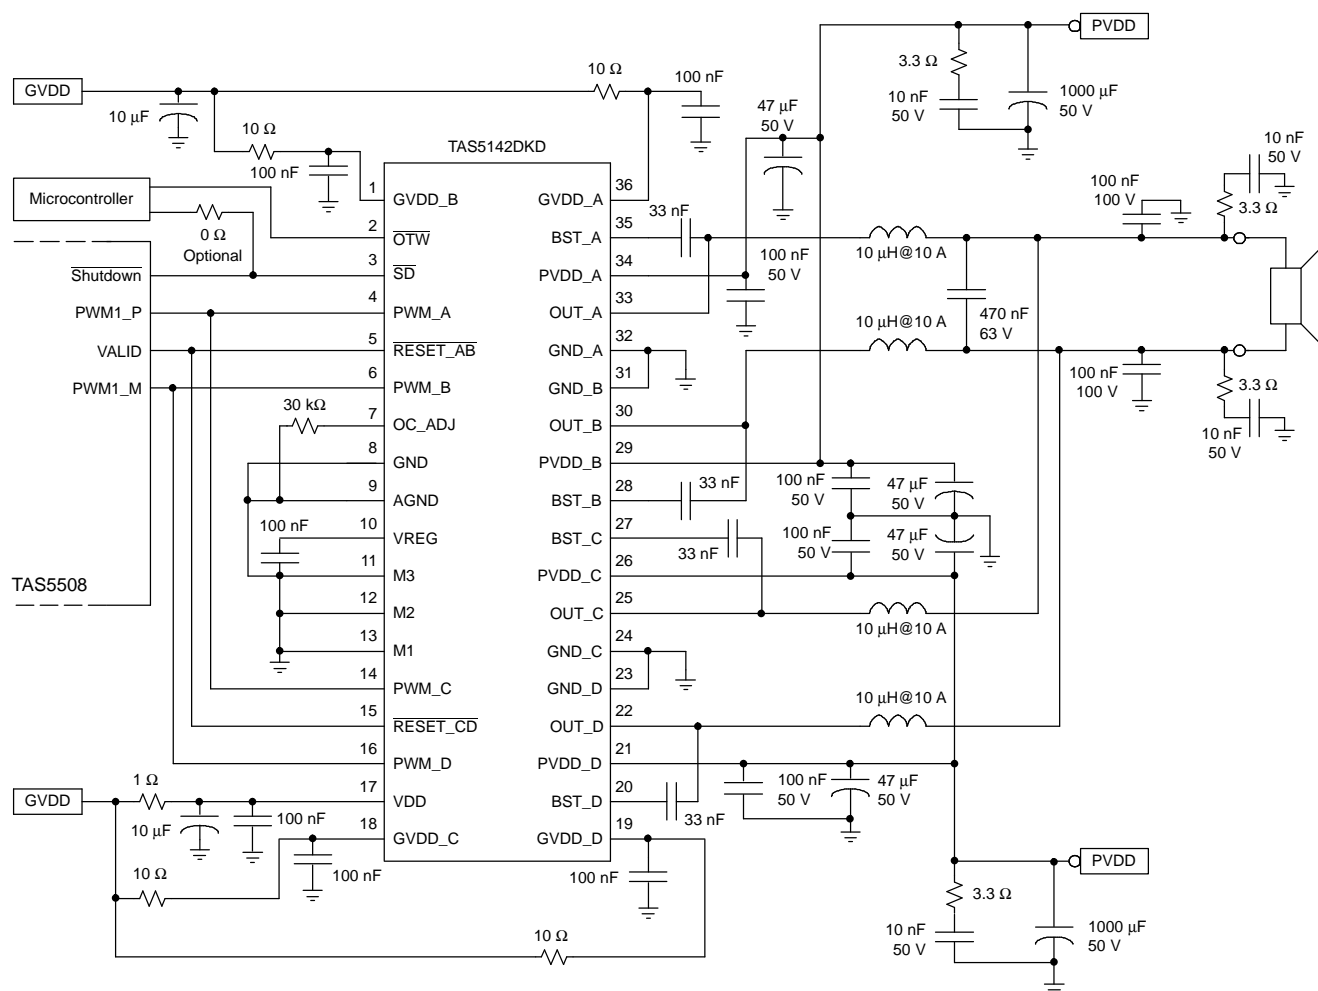 PVDD
3.3 Ω
10 nF
50 V
1000 µF
50 V
GVDD
10 µF
10 Ω
100 nF
10 Ω
100 nF
47 µF
50 V
TAS5142DKD
10 nF
50 V
3.3 Ω
100 nF
100 V
Microcontroller
0 Ω
Optional
1
GVDD_B
2
OTW
3
SD
4
PWM_A
5
RESET_AB
6
PWM_B
7
OC_ADJ
8
GND
9
AGND
10
VREG
11
M3
12
M2
13
M1
14
PWM_C
15
RESET_CD
16
PWM_D
17
VDD
18
GVDD_C
36
GVDD_A
35
BST_A
34
PVDD_A
33
OUT_A
32
GND_A
31
GND_B
30
OUT_B
29
PVDD_B
28
BST_B
27
BST_C
26
PVDD_C
25
OUT_C
24
GND_C
23
GND_D
22
OUT_D
21
PVDD_D
20
BST_D
19
GVDD_D
Shutdown
PWM1_P
VALID
PWM1_M
TAS5508
30 kΩ
100 nF
33 nF
100 nF
50 V
10 µH@10 A
10 µH@10 A
470 nF
63 V
100 nF
100 V
3.3 Ω
10 nF
50 V
33 nF
100 nF
50 V
47 µF
50 V
33 nF
100 nF
50 V
47 µF
50 V
10 µH@10 A
10 µH@10 A
100 nF
50 V
47 µF
50 V
33 nF
GVDD
1 Ω
10 µF
100 nF
100 nF
10 Ω
10 Ω
100 nF
PVDD
3.3 Ω
10 nF
50 V
1000 µF
50 V